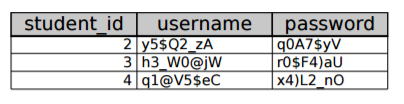 student_id username password
2 y5$Q2_zA q0A7$yV
3 h3_W0@jW r0$F4)aU
4 q1@V5$eC x4)L2_nO